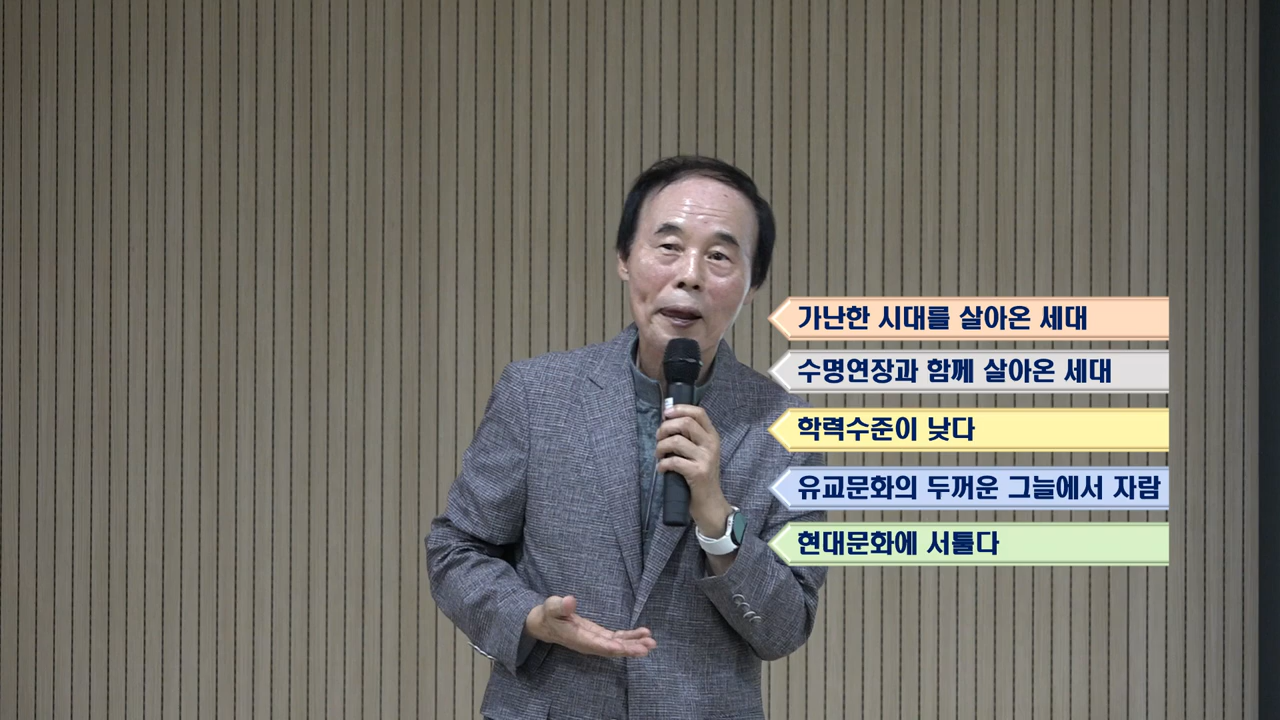 가난한 시대를 살아온 세대
수명연장과 함께 살아온 세대
학력수준이 낮다
유교문화의 두꺼운 그늘에서 자람
현대문화에 서툴다